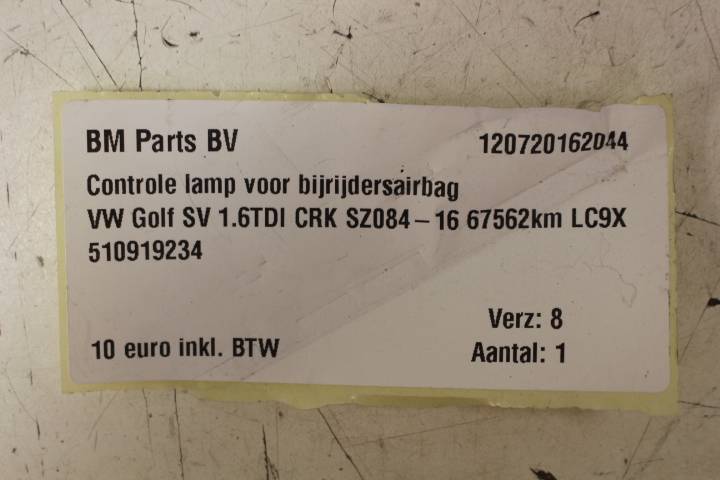 BM Parts BV 120720162044
Controle lamp voor bijrijdersairbag
VW Golf SV 1.6TDI CRK SZ084-16 67562km LC9X
510919234
Verz: 8
10 euro inkl. BTW Aantal: 1